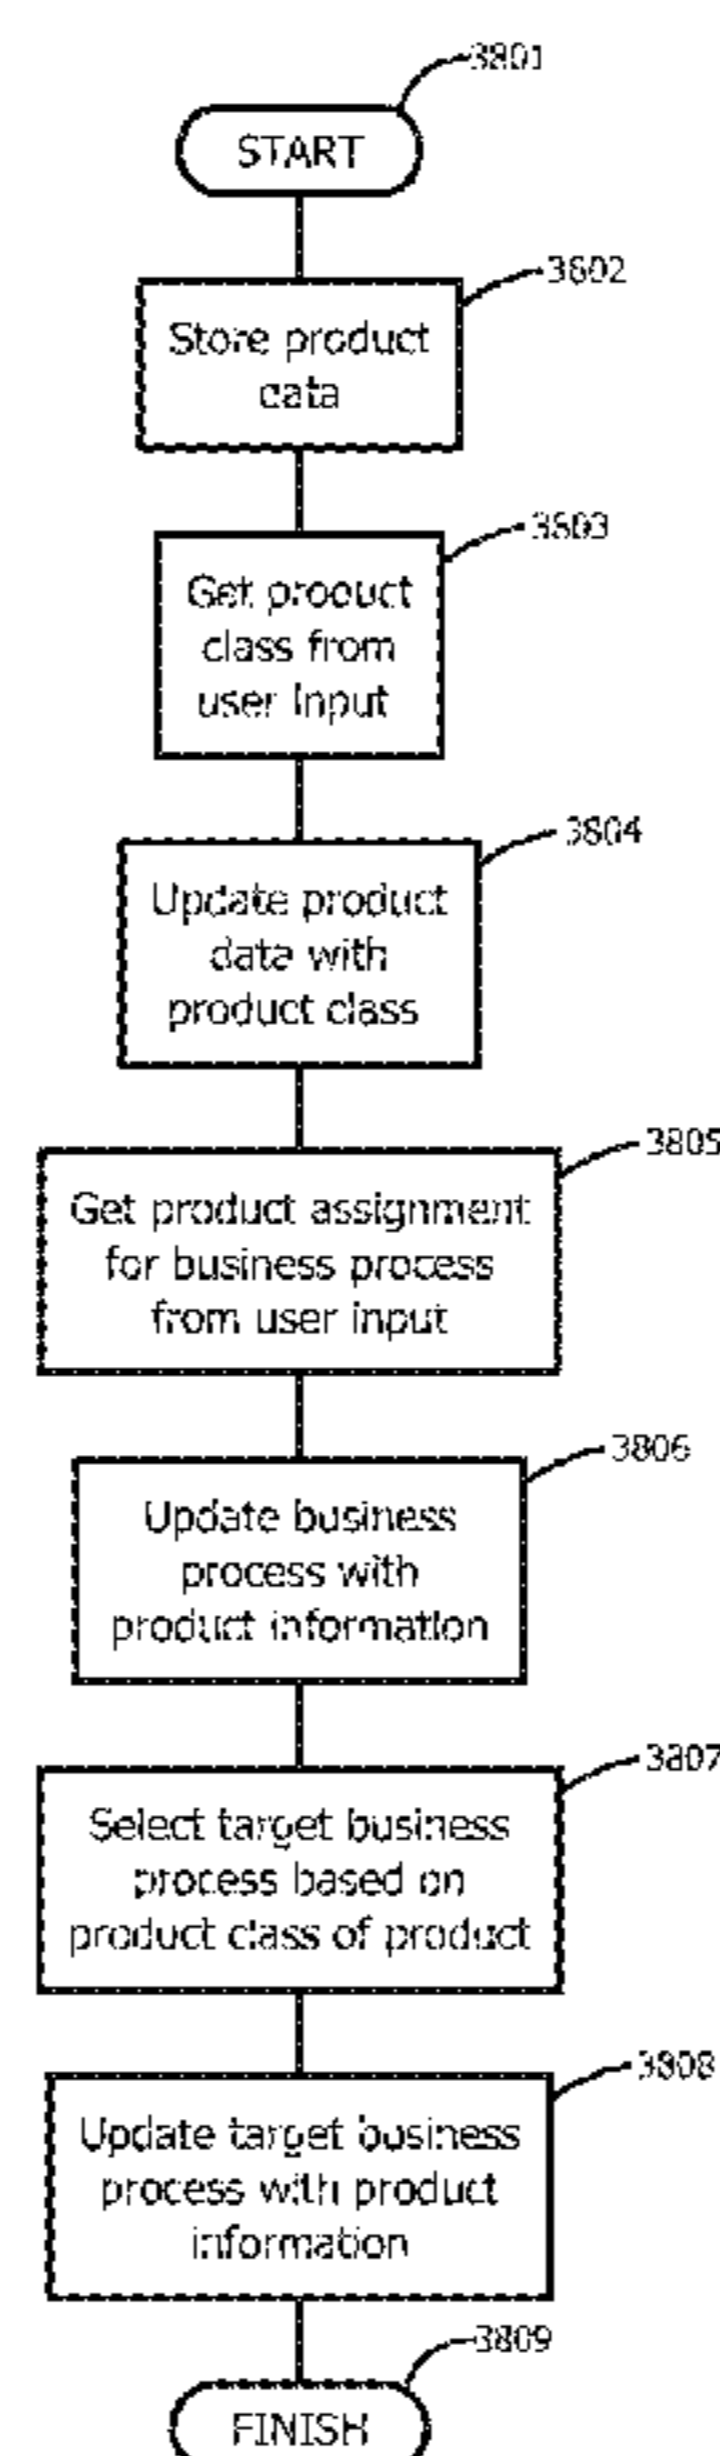 3801
START
3802
Store product
data
3803
Get product
class from
user input
3804
Update product
data with
product class
3805
Get product assignment
for business process
from user input
3806
Update business
process with
product information
3807
Select target business
process based on
product class of product
3808
Update target business
process with product
information
3809
FINISH